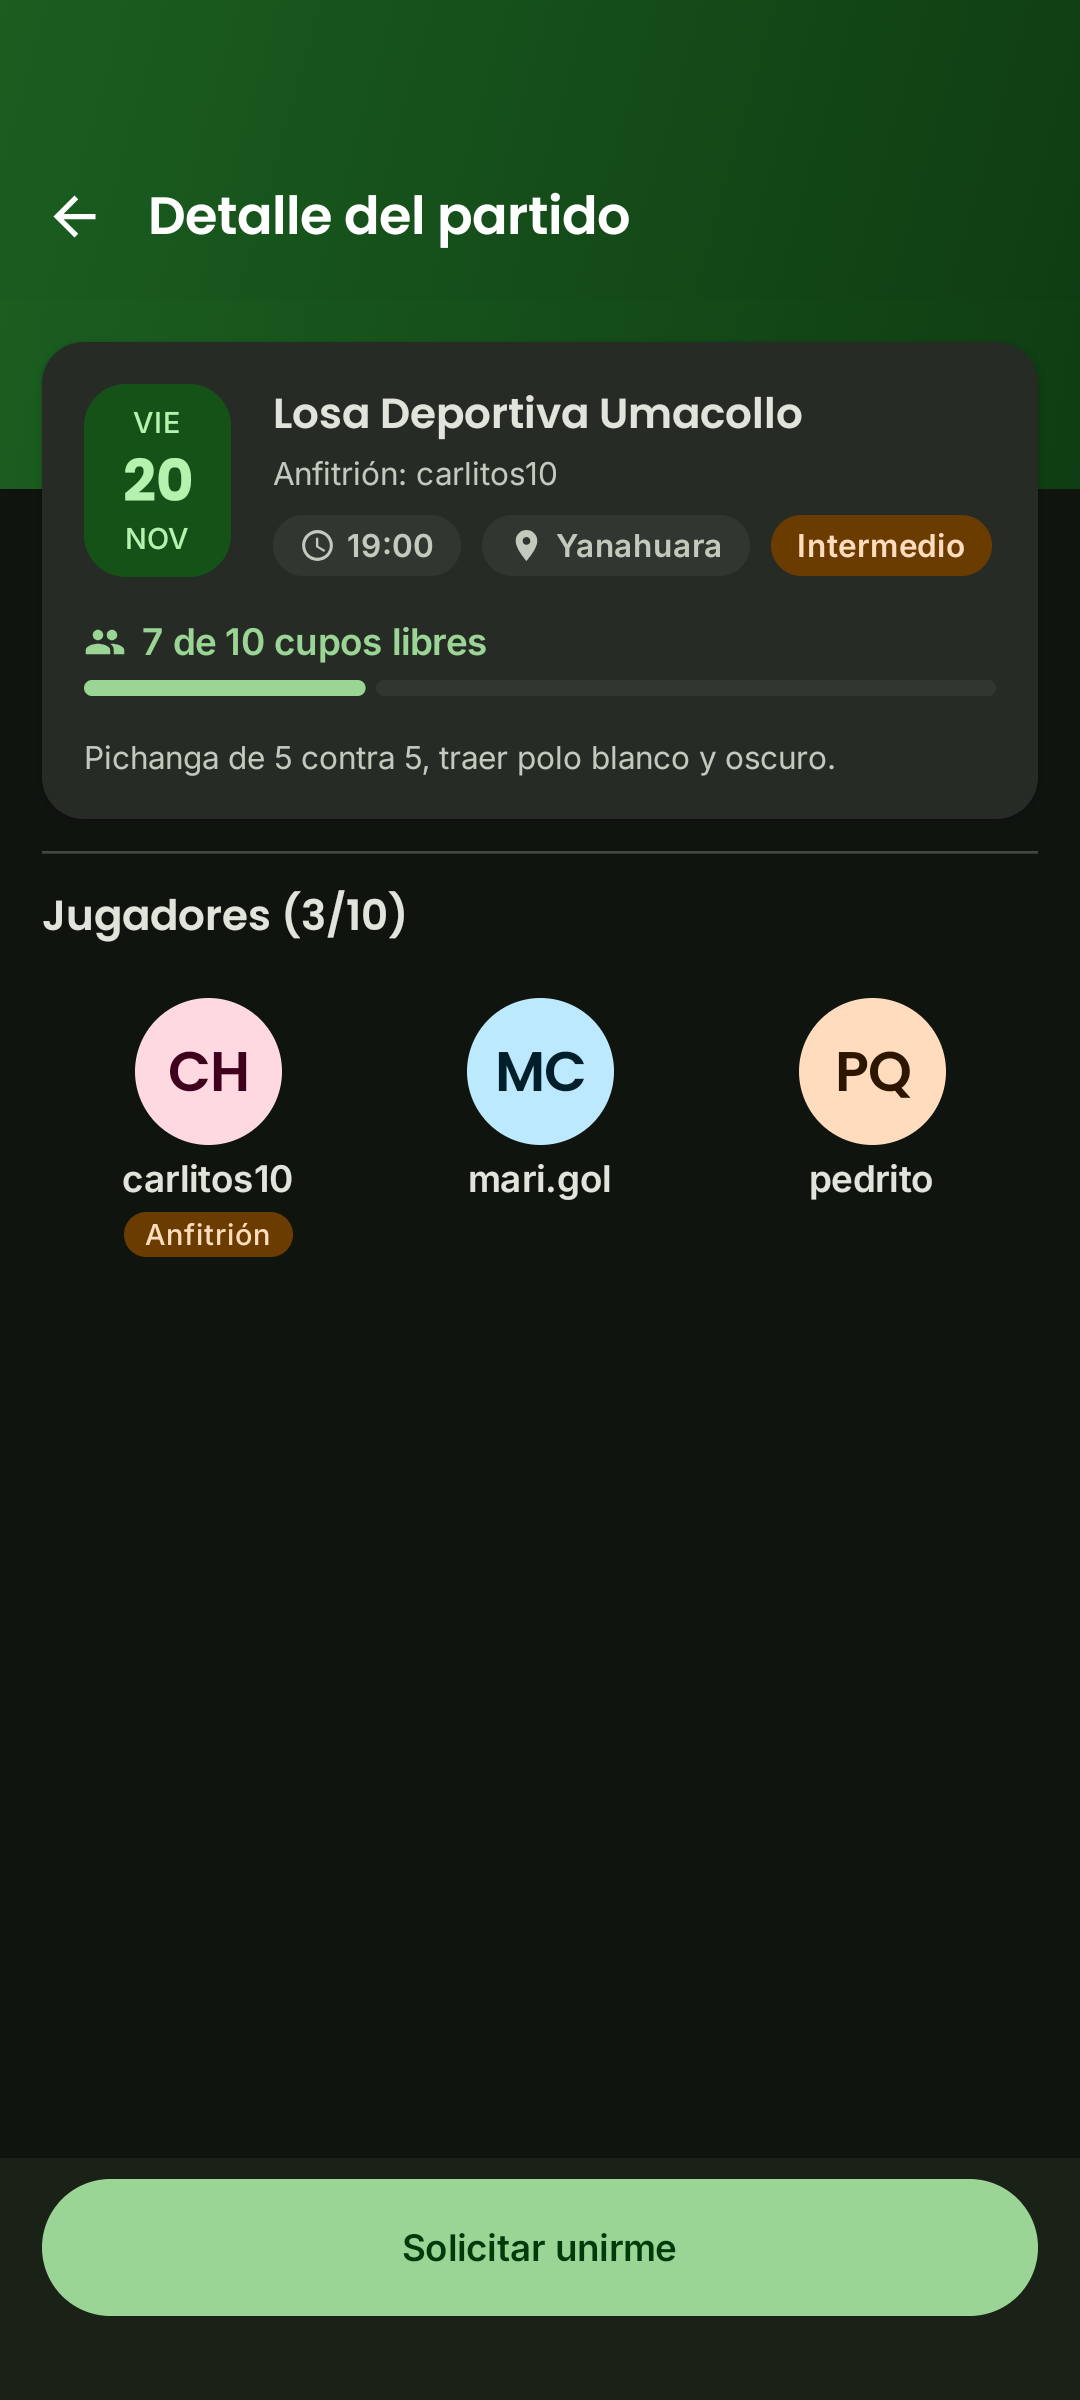 Detalle del partido
VIE
20
NOV
Losa Deportiva Umacollo
Anfitrión: carlitos10
19:00
Yanahuara
Intermedio
7 de 10 cupos libres
Pichanga de 5 contra 5, traer polo blanco y oscuro.
Jugadores (3/10)
CH
MC
PQ
carlitos10
mari.gol
pedrito
Anfitrión
Solicitar unirme